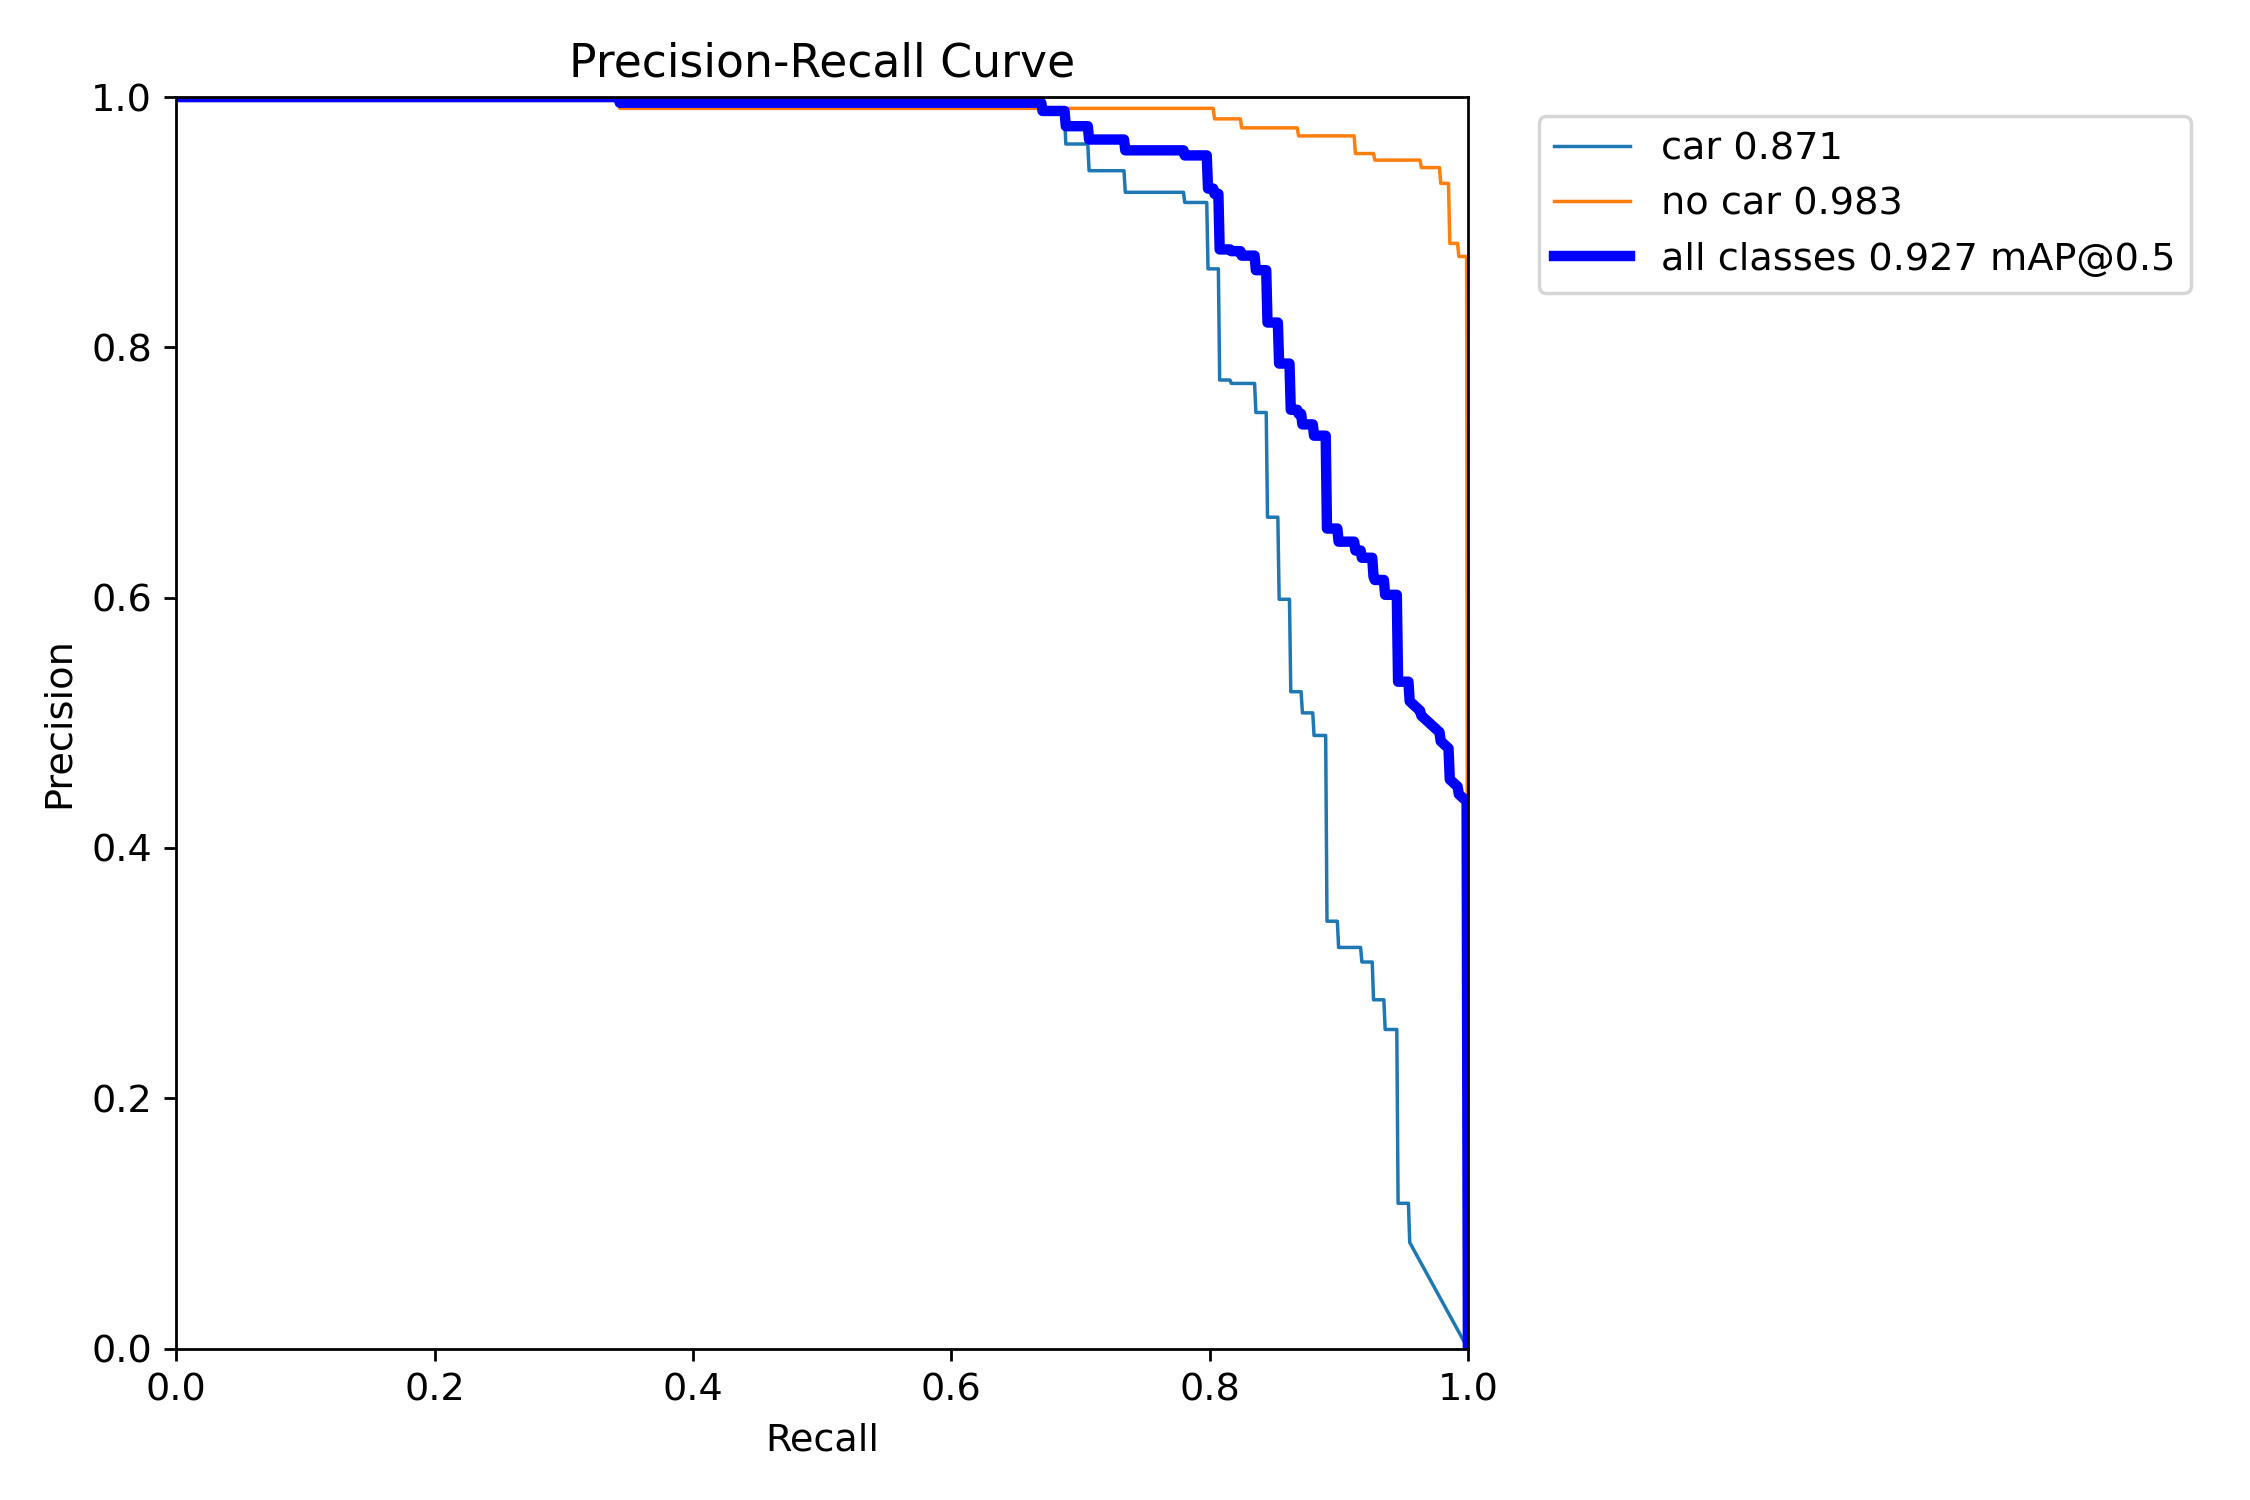 Precision-Recall Curve
1.0
0.8
0.6
0.4
0.2
0.0
Precision
0.0 0.2 0.4 0.6 0.8 1.0
Recall
car 0.871
no car 0.983
all classes 0.927 mAP@0.5